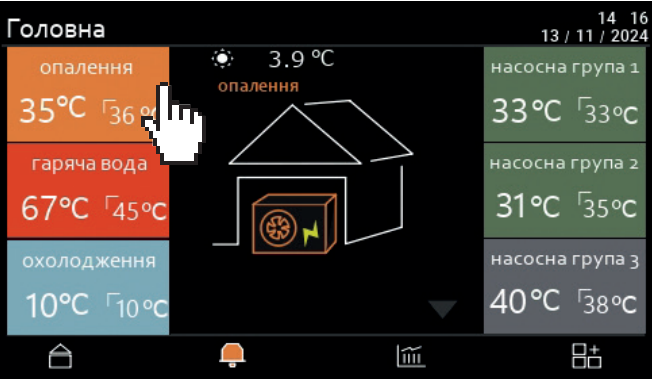 Головна
14 16
13 / 11 / 2024
опалення
35°C 36 °C
гаряча вода
67°C 45°C
охолодження
10°C 10°C
3.9 °C
опалення
насосна група 1
33°C 33°C
насосна група 2
31°C 35°C
насосна група 3
40°C 38°C